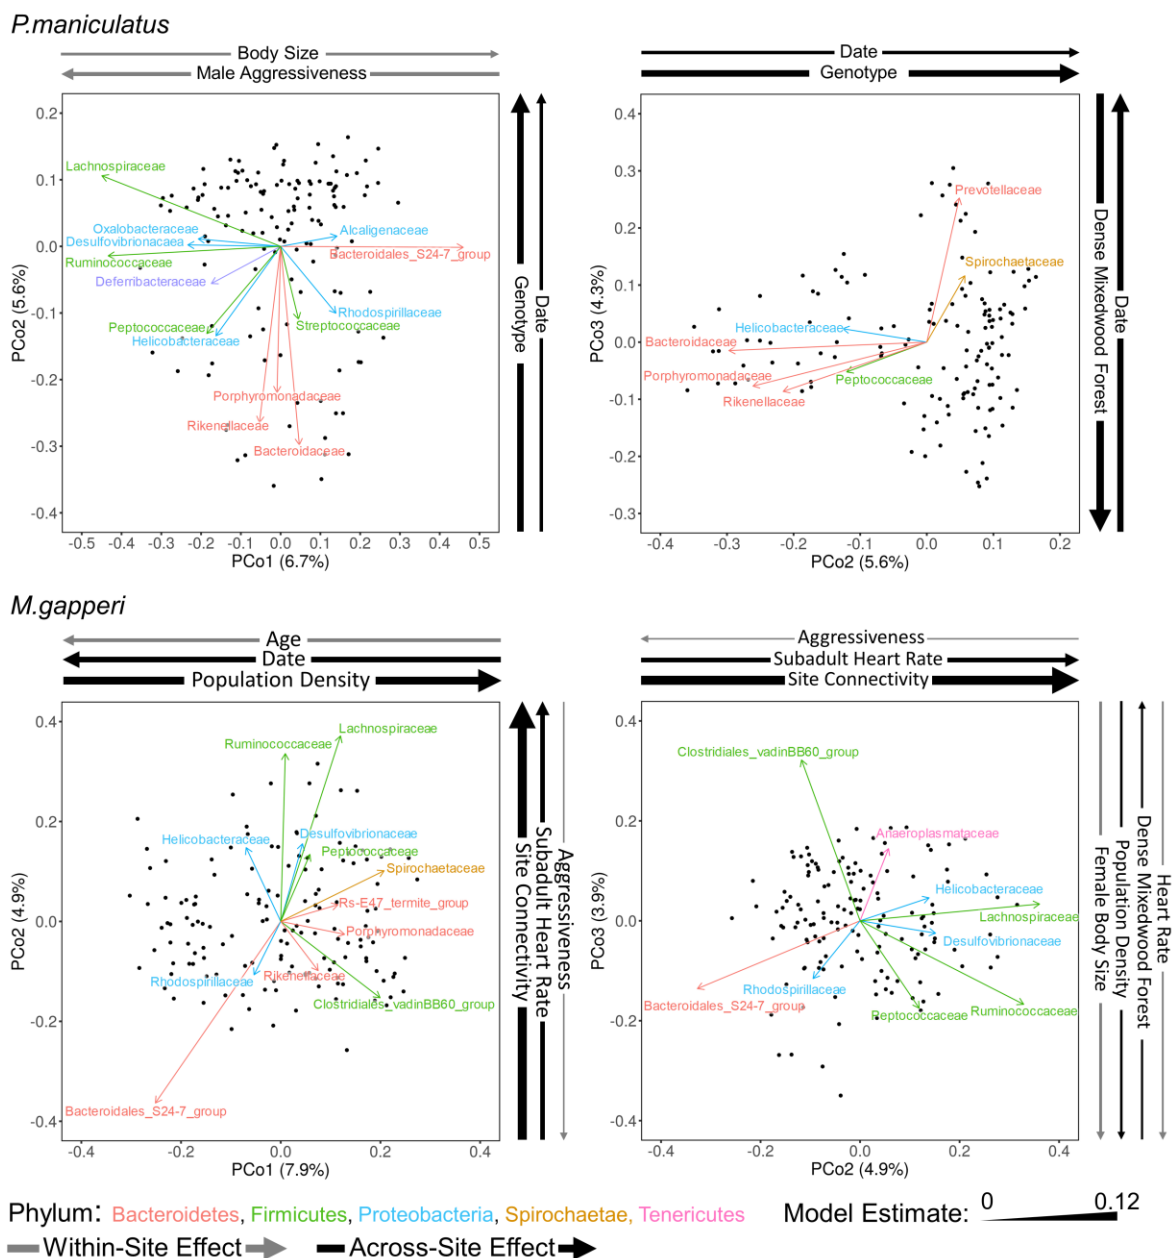 P.maniculatus
Body Size
Male Aggressiveness
0.2
0.1
0.0
-0.1
-0.2
-0.3
-0.4
PCo2 (5.6%)
Lachnospiraceae
Oxalobacteraceae
Desulfovibrionacaea
Ruminococcaceae
Deferribacteraceae
Peptococcaceae
Helicobacteraceae
Alcaligenaceae
Bacteroidales_S24-7_group
Rhodospirillaceae
Streptococcaceae
Porphyromonadaceae
Rikenellaceae
Bacteroidaceae
-0.5 -0.4 -0.3 -0.2 -0.1 0.0 0.1 0.2 0.3 0.4 0.5
PCo1 (6.7%)
Genotype
Date
Date
Genotype
0.4
0.3
0.2
0.1
0.0
-0.1
-0.2
-0.3
PCo3 (4.3%)
Prevotellaceae
Spirochaetaceae
Helicobacteraceae
Bacteroidaceae
Porphyromonadaceae
Peptococcaceae
Rikenellaceae
-0.4 -0.3 -0.2 -0.1 0.0 0.1 0.2
PCo2 (5.6%)
Dense Mixedwood Forest
Date
M.gapperi
Age
Date
Population Density
0.4
0.2
0.0
-0.2
-0.4
PCo2 (4.9%)
Lachnospiraceae
Ruminococcaceae
Helicobacteraceae
Desulfovibrionaceae
Peptococcaceae
Spirochaetaceae
Rs-E47_termite_group
Porphyromonadaceae
Rikenellaceae
Rhodospirillaceae
Clostridiales_vadinBB60_group
Bacteroidales_S24-7_group
-0.4 -0.2 0.0 0.2 0.4
PCo1 (7.9%)
Site Connectivity
Subadult Heart Rate
Aggressiveness
Aggressiveness
Subadult Heart Rate
Site Connectivity
0.4
0.2
0.0
-0.2
-0.4
PCo3 (3.9%)
Clostridiales_vadinBB60_group
Anaeroplasmataceae
Helicobacteraceae
Lachnospiraceae
Desulfovibrionaceae
Rhodospirillaceae
Bacteroidales_S24-7_group
Peptococcaceae
Ruminococcaceae
-0.4 -0.2 0.0 0.2 0.4
PCo2 (4.9%)
Female Body Size
Population Density
Dense Mixedwood Forest
Heart Rate
Phylum: Bacteroidetes, Firmicutes, Proteobacteria, Spirochaetae, Tenericutes
Model Estimate: 0 0.12
Within-Site Effect
Across-Site Effect